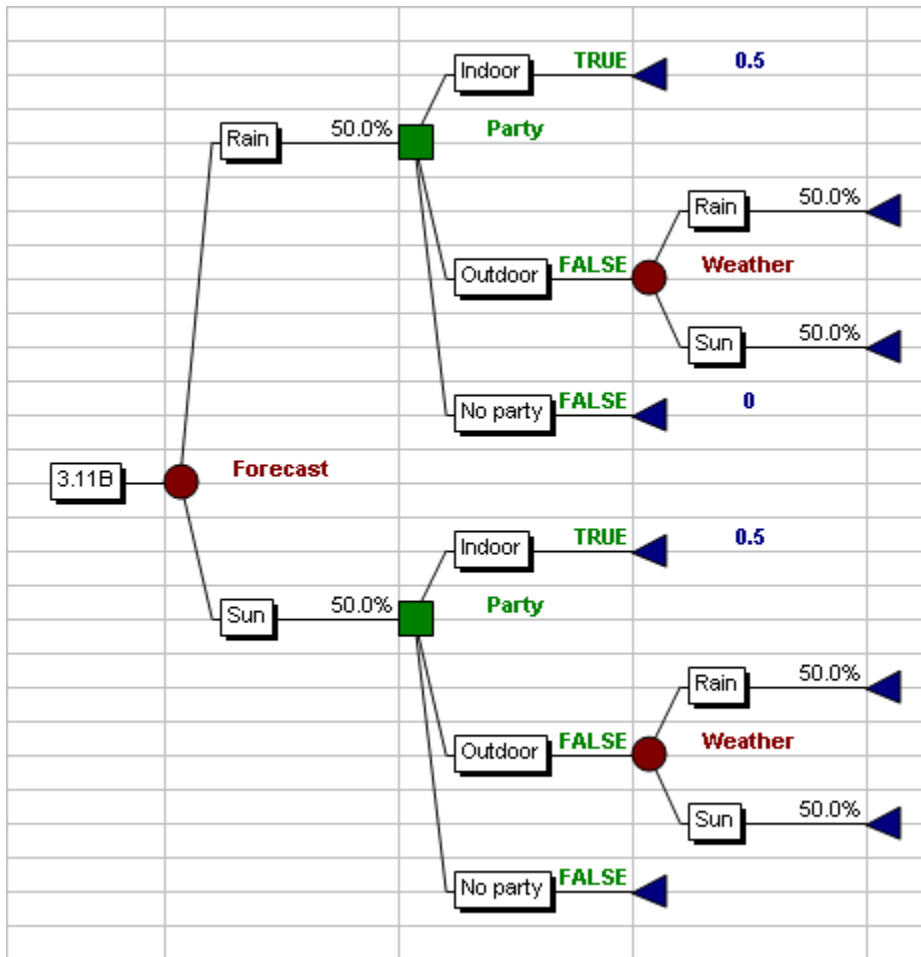 TRUE 0.5
Indoor
Rain 50.0% Party
Rain 50.0%
Outdoor FALSE Weather
Sun 50.0%
No party FALSE 0
3.11B Forecast
Indoor TRUE 0.5
Sun 50.0% Party
Rain 50.0%
Outdoor FALSE Weather
Sun 50.0%
No party FALSE